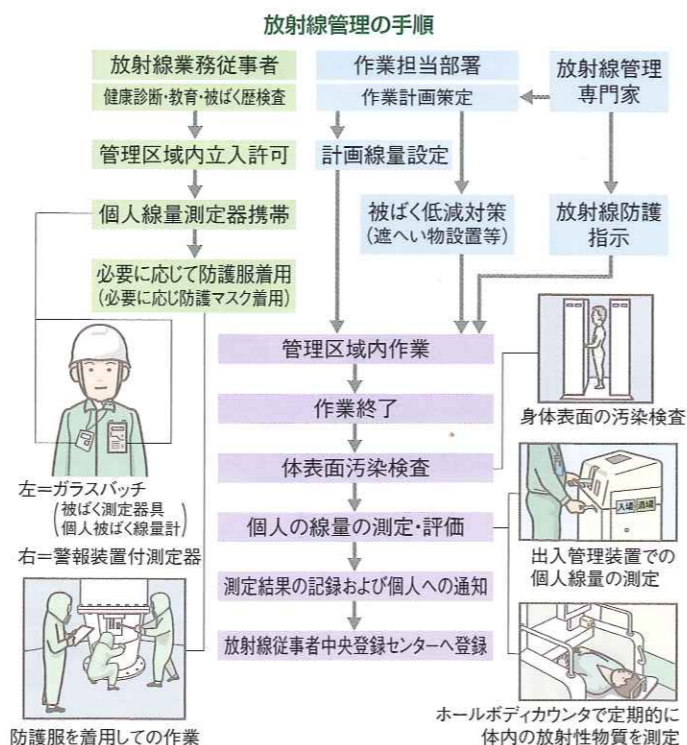 放射線管理の手順
放射線業務従事者
健康診断・教育・被ばく歴検査
管理区域内立入許可
個人線量測定器携帯
必要に応じて防護服着用
(必要に応じ防護マスク着用)
作業担当部署
作業計画策定
計画線量設定
被ばく低減対策
(遮へい物設置等)
放射線管理
専門家
放射線防護
指示
管理区域内作業
作業終了
体表面汚染検査
個人の線量の測定・評価
測定結果の記録および個人への通知
放射線従事者中央登録センターへ登録
左=ガラスバッチ
(被ばく測定器具
個人被ばく線量計)
右=警報装置付測定器
防護服を着用しての作業
身体表面の汚染検査
入場 退場
出入管理装置での
個人線量の測定
ホールボディカウンタで定期的に
体内の放射性物質を測定